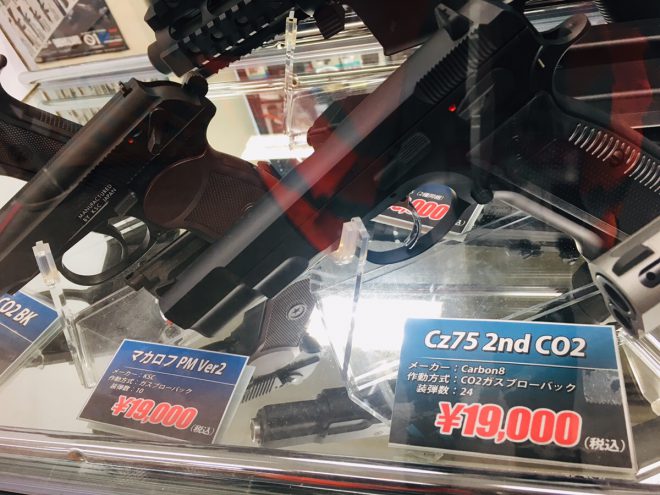 MANUFACTURED
BY KSC JAPAN
,000
CO2 BK
マカロフ PM Ver2
メーカー：KSC
作動方式：ガスブローバック
装弾数：10
¥19,000
(税込)
Cz75 2nd CO2
メーカー：Carbon8
作動方式：CO2ガスブローバック
装弾数：24
¥19,000
(税込)